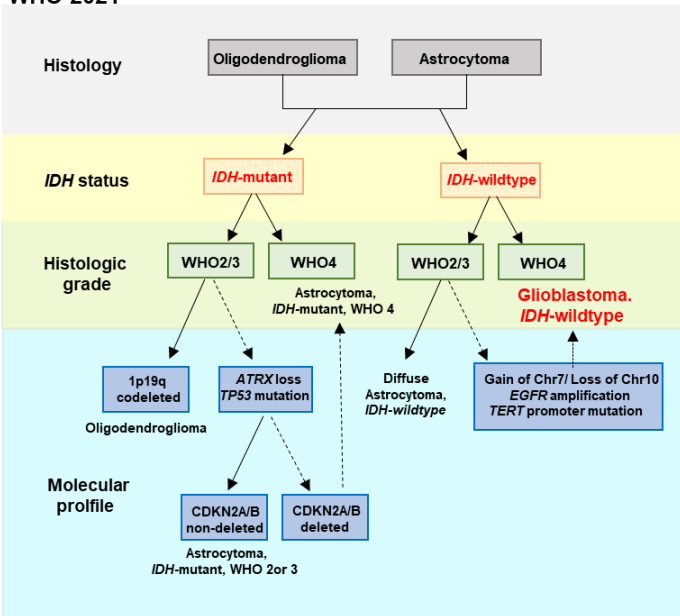 WHO 2021
Histology
Oligodendroglioma
Astrocytoma
IDH status
IDH-mutant
IDH-wildtype
Histologic
grade
WHO2/3
WHO4
WHO2/3
WHO4
Astrocytoma,
IDH-mutant, WHO 4
Glioblastoma.
IDH-wildtype
1p19q
codeleted
Oligodendroglioma
ATRX loss
TP53 mutation
Diffuse
Astrocytoma,
IDH-wildtype
Gain of Chr7/ Loss of Chr10
EGFR amplification
TERT promoter mutation
Molecular
prolfile
CDKN2A/B
non-deleted
CDKN2A/B
deleted
Astrocytoma,
IDH-mutant, WHO 2or 3